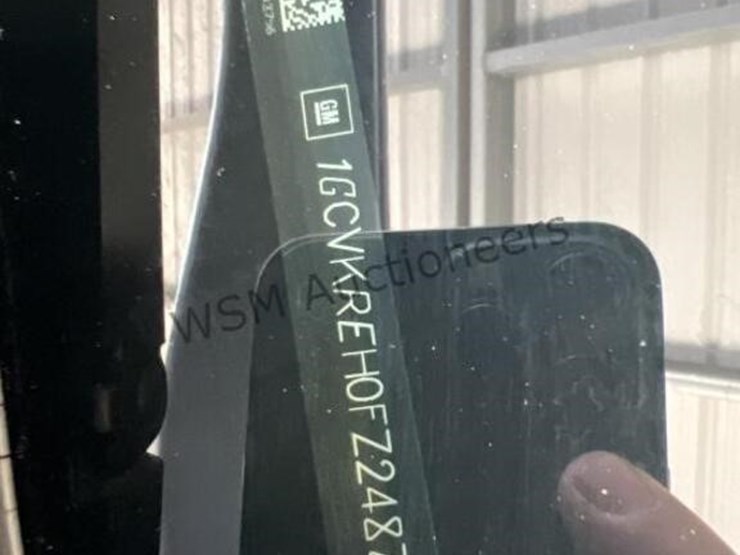 GM
1GCVKREH0FZ248
WSM Auctioneers